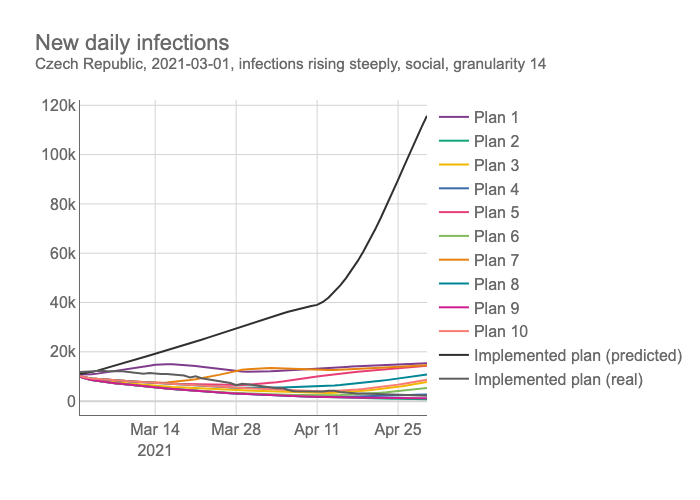 New daily infections
Czech Republic, 2021-03-01, infections rising steeply, social, granularity 14
120k
100k
80k
60k
40k
20k
0
Mar 14
2021
Mar 28
Apr 11
Apr 25
Plan 1
Plan 2
Plan 3
Plan 4
Plan 5
Plan 6
Plan 7
Plan 8
Plan 9
Plan 10
Implemented plan (predicted)
Implemented plan (real)